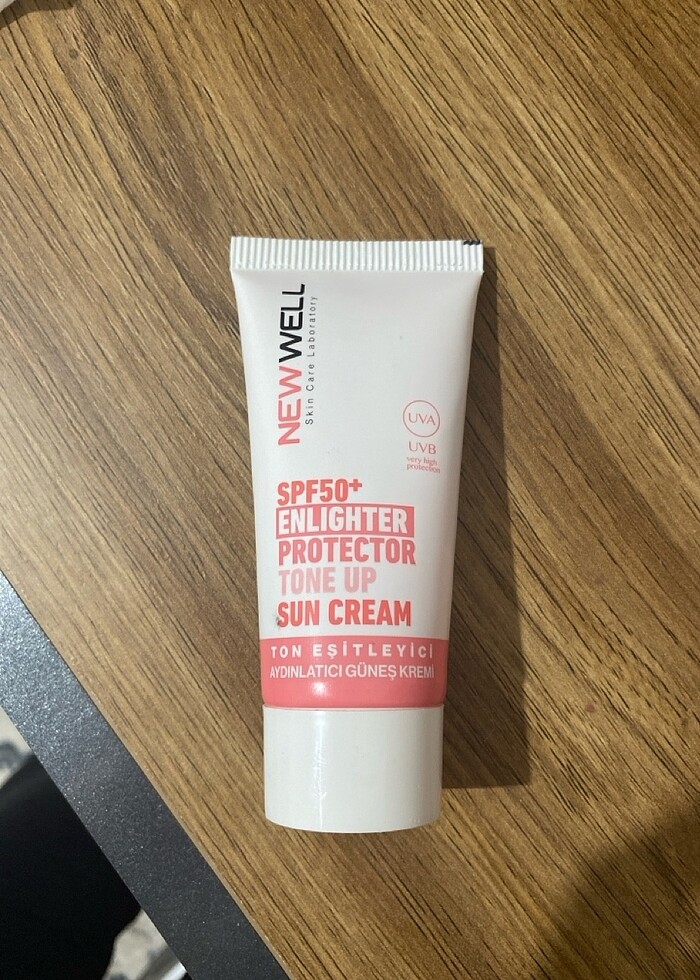 NEWWELL
Skin Care Laboratory
UVA
UVB
very high
protection
SPF50+
ENLIGHTER
PROTECTOR
TONE UP
SUN CREAM
TON EŞİTLEYİCİ
AYDINLATICI GÜNEŞ KREMİ